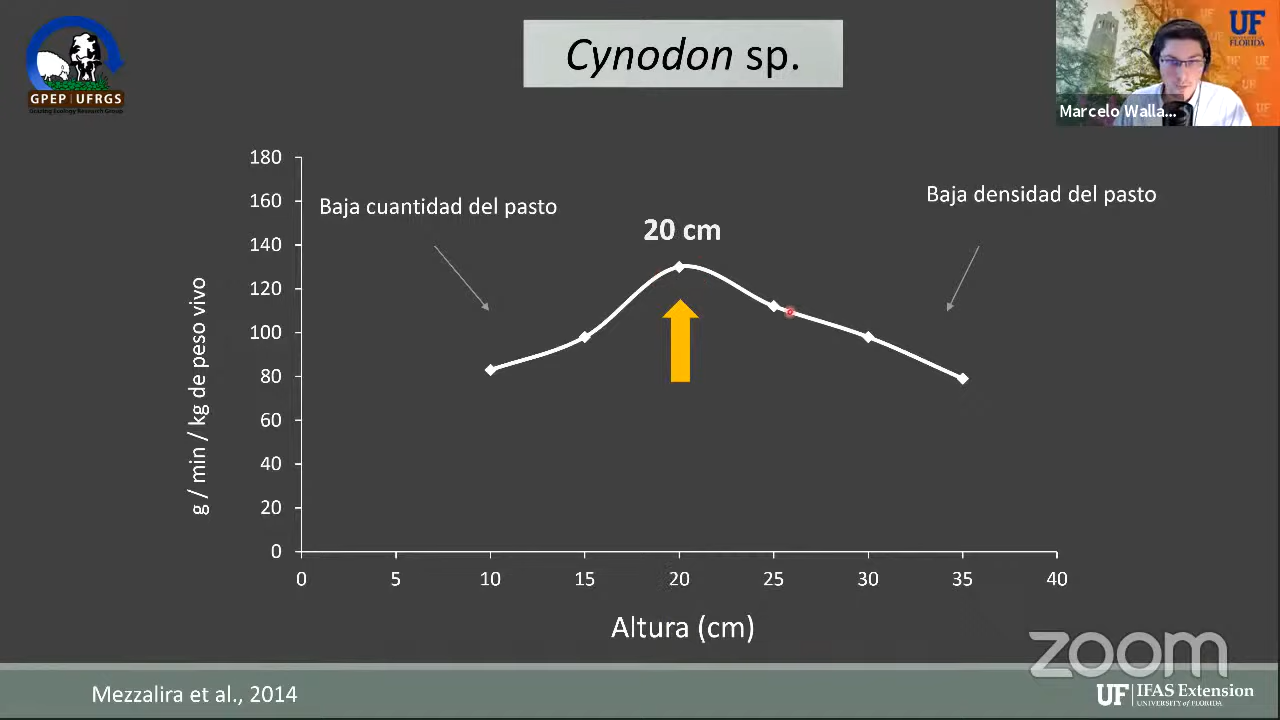 Cynodon sp.
GPEP | UFRGS
UF
UNIVERSITY of
FLORIDA
Marcelo Walla...
180
160
140
120
100
80
60
40
20
0
g / min / kg de peso vivo
Baja cuantidad del pasto
20 cm
Baja densidad del pasto
0 5 10 15 20 25 30 35 40
Altura (cm)
zoom
Mezzalira et al., 2014
UF | IFAS Extension
UNIVERSITY of FLORIDA